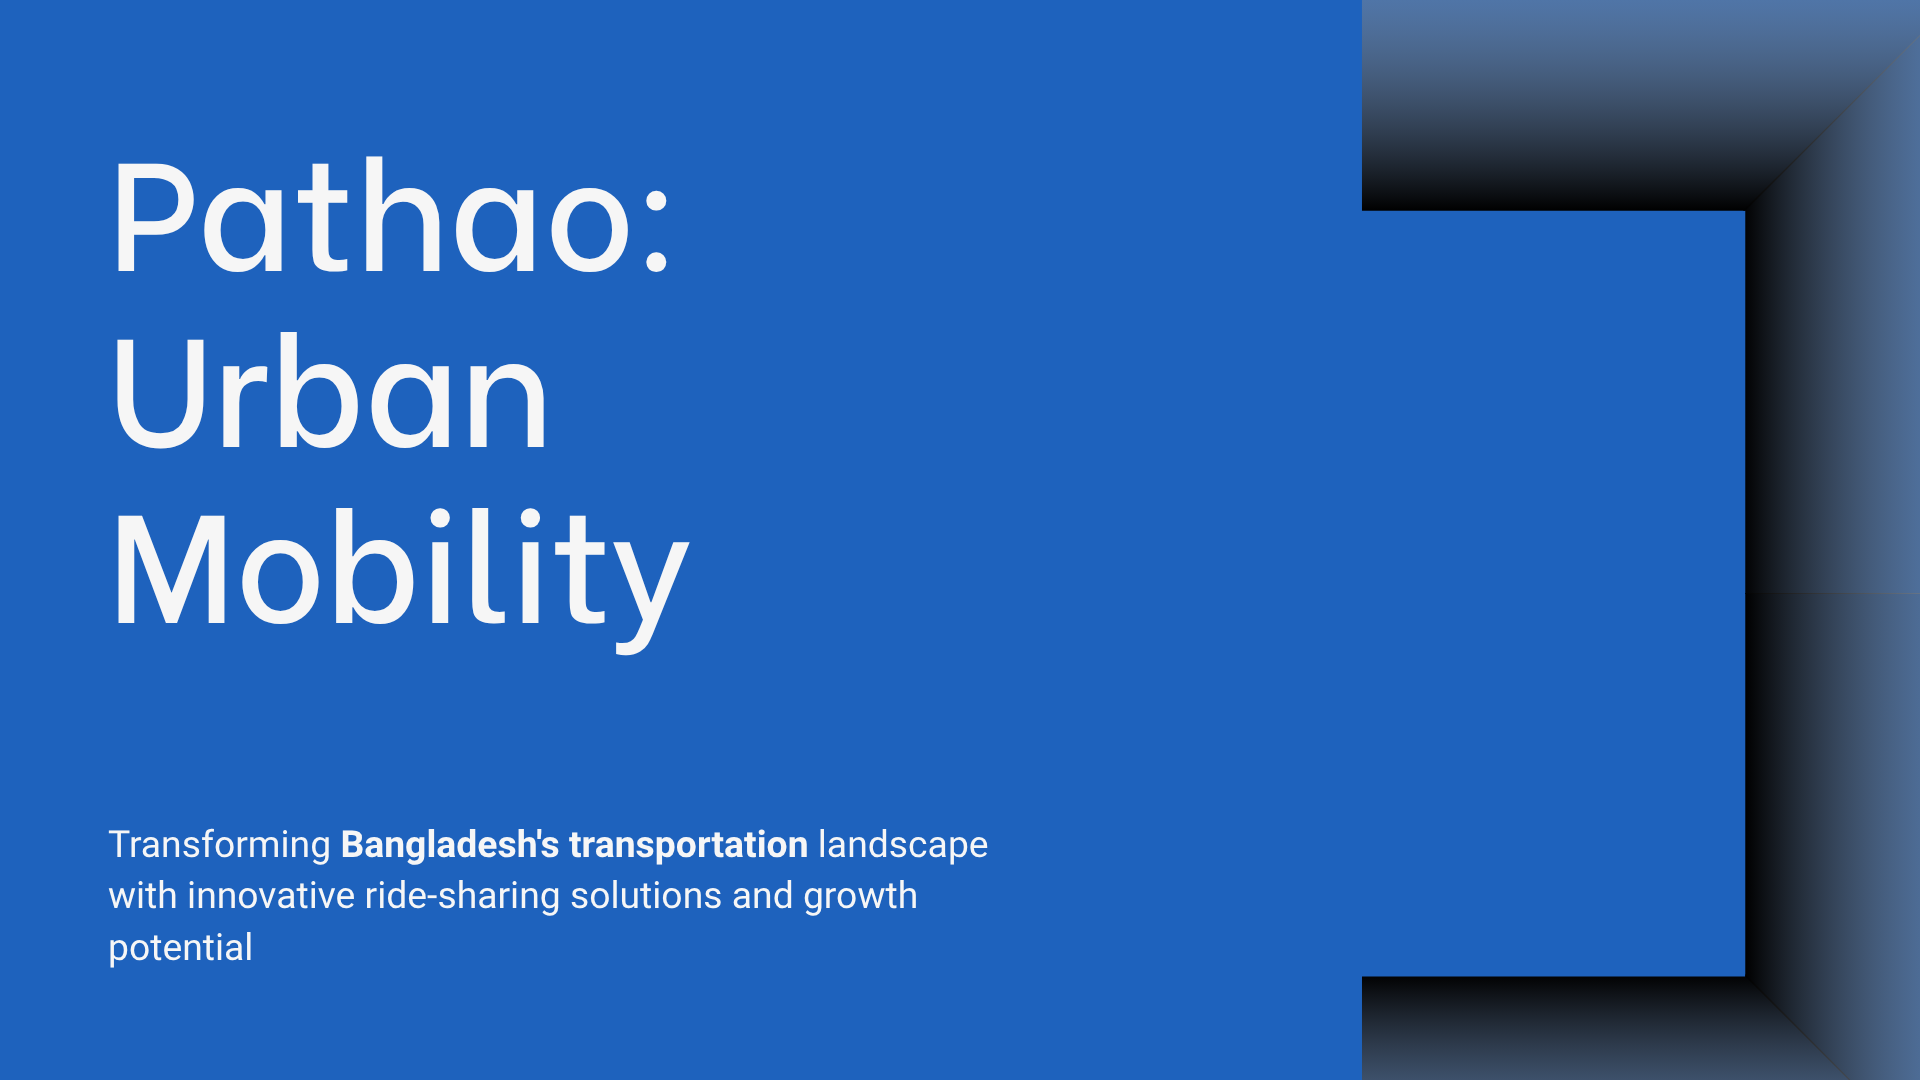 Pathao:
Urban
Mobility
Transforming Bangladesh's transportation landscape
with innovative ride-sharing solutions and growth
potential